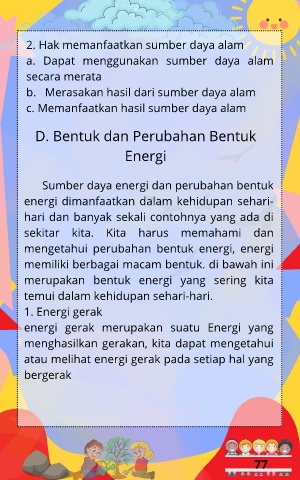 2. Hak memanfaatkan sumber daya alam
a. Dapat menggunakan sumber daya alam
secara merata
b. Merasakan hasil dari sumber daya alam
c. Memanfaatkan hasil sumber daya alam
D. Bentuk dan Perubahan Bentuk
Energi
Sumber daya energi dan perubahan bentuk
energi dimanfaatkan dalam kehidupan sehari-
hari dan banyak sekali contohnya yang ada di
sekitar kita. Kita harus memahami dan
mengetahui perubahan bentuk energi, energi
memiliki berbagai macam bentuk. di bawah ini
merupakan bentuk energi yang sering kita
temui dalam kehidupan sehari-hari.
1. Energi gerak
energi gerak merupakan suatu Energi yang
menghasilkan gerakan, kita dapat mengetahui
atau melihat energi gerak pada setiap hal yang
bergerak
77